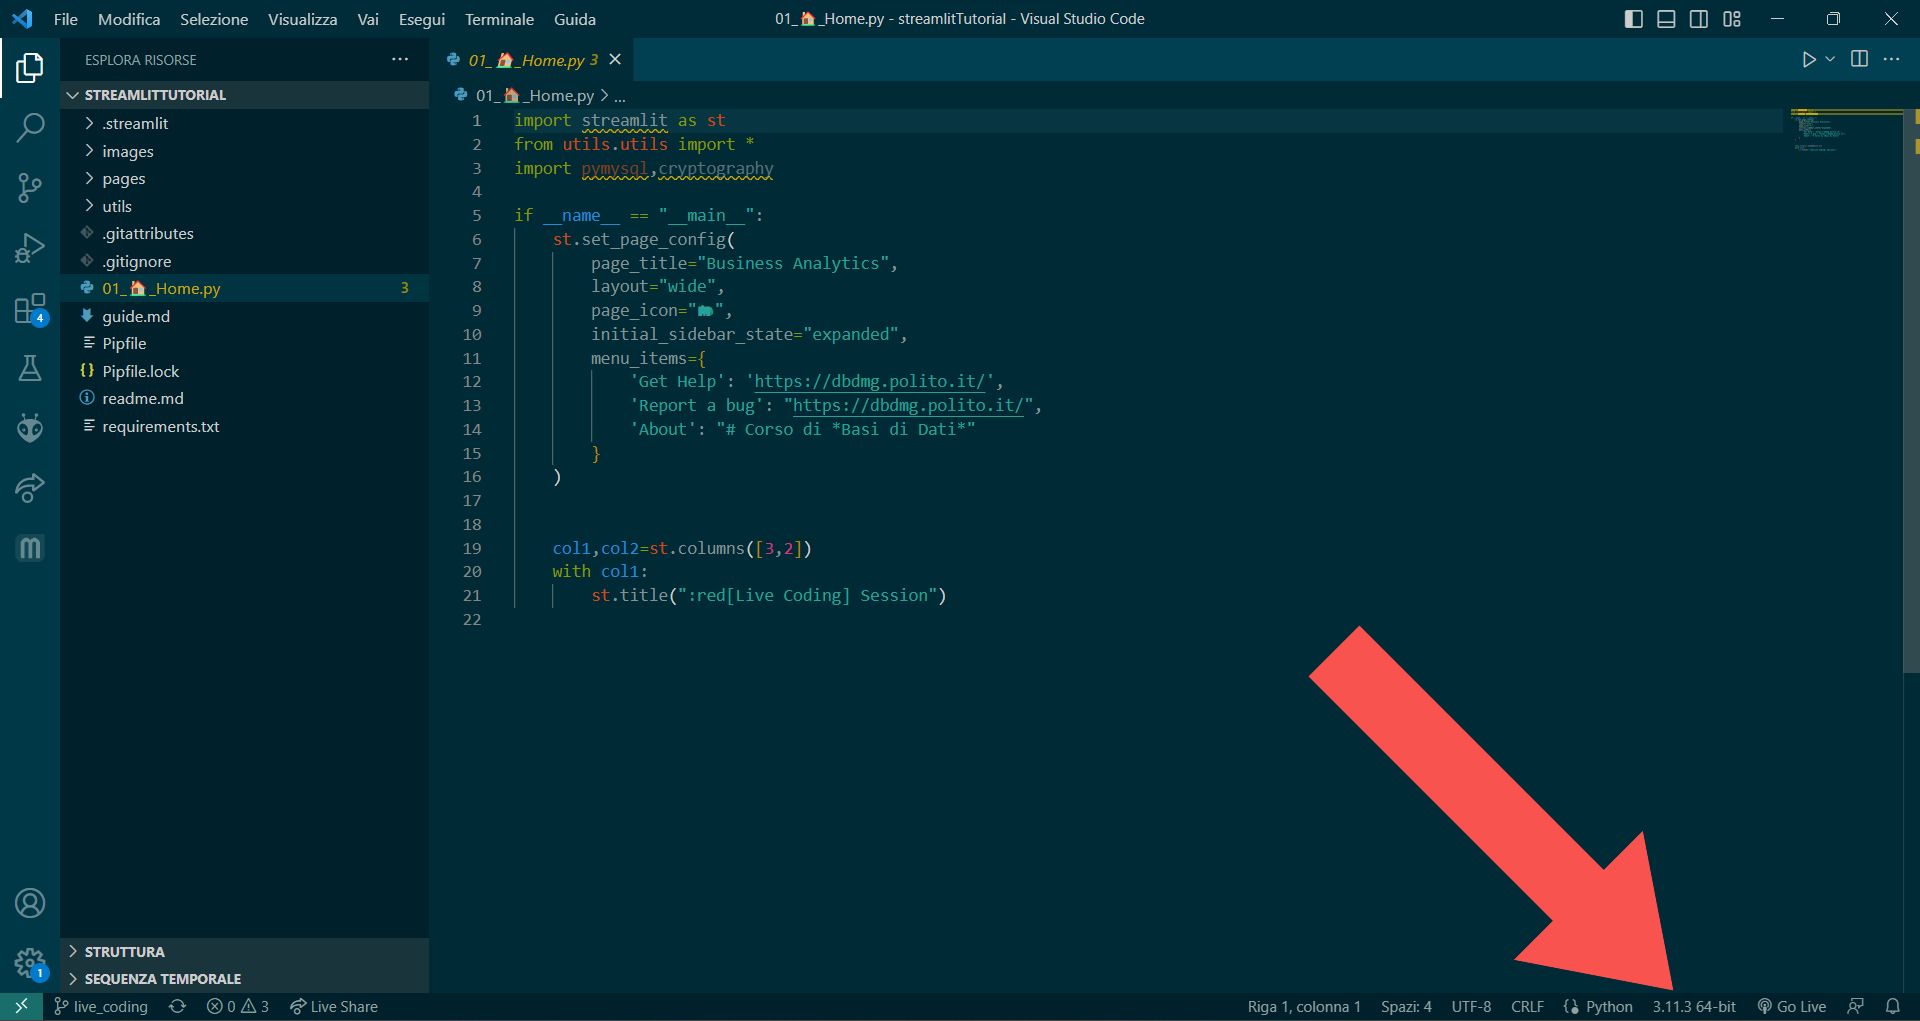 File Modifica Selezione Visualizza Vai Esegui Terminale Guida
01_🏠_Home.py - streamlitTutorial - Visual Studio Code
ESPLORA RISORSE
STREAMLITTUTORIAL
.streamlit
images
pages
utils
.gitattributes
.gitignore
01_🏠_Home.py 3
guide.md
Pipfile
Pipfile.lock
readme.md
requirements.txt
STRUTTURA
SEQUENZA TEMPORALE
4
1
01_🏠_Home.py 3
01_🏠_Home.py > ...
1 import streamlit as st
2 from utils.utils import *
3 import pymysql,cryptography
4
5 if __name__ == "__main__":
6 st.set_page_config(
7 page_title="Business Analytics",
8 layout="wide",
9 page_icon="",
10 initial_sidebar_state="expanded",
11 menu_items={
12 'Get Help': 'https://dbdmg.polito.it/',
13 'Report a bug': "https://dbdmg.polito.it/",
14 'About': "# Corso di *Basi di Dati*"
15 }
16 )
17
18
19 col1,col2=st.columns([3,2])
20 with col1:
21 st.title(":red[Live Coding] Session")
22
live_coding 0 3 Live Share
Riga 1, colonna 1 Spazi: 4 UTF-8 CRLF Python 3.11.3 64-bit Go Live